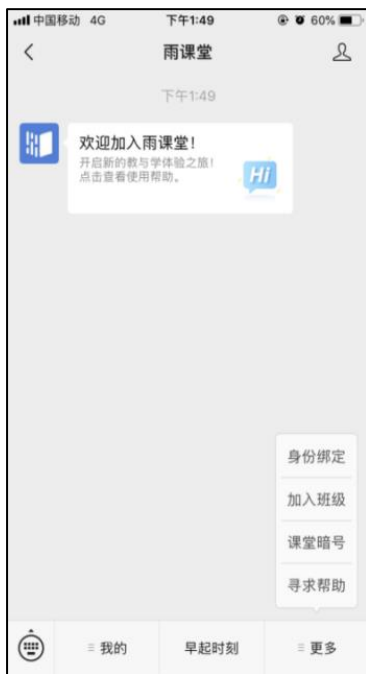 中国移动 4G 下午1:49 60%
雨课堂
下午1:49
欢迎加入雨课堂！
开启新的教与学体验之旅！
点击查看使用帮助。
Hi
身份绑定
加入班级
课堂暗号
寻求帮助
我的 早起时刻 更多